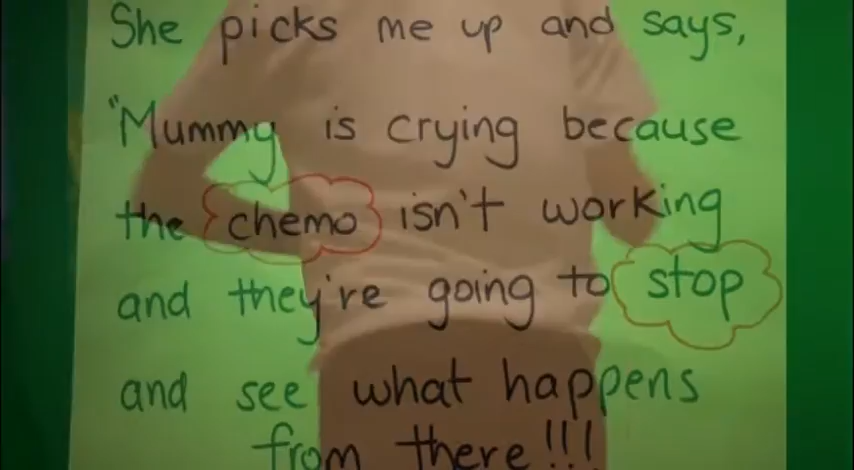 She picks me up and says,
"Mummy is crying because
the chemo isn't working
and they're going to stop
and see what happens
from there!!!